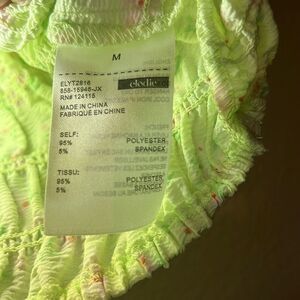 M
ELYT2816
elodie
858-15946-JX
RN# 124115
MADE IN CHINA
FABRIQUÉ EN CHINE
SELF:
95% POLYESTER
5% SPANDEX
TISSU:
95% POLYESTER
5% SPANDEX